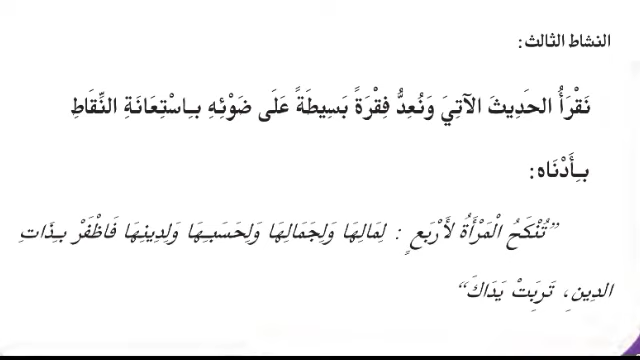 النشاط الثالث:
نَقْرَأُ الحَدِيثَ الآتِيَ وَنُعِدُّ فِقْرَةً بَسِيطَةً عَلَى ضَوْئِهِ بِاسْتِعَانَةِ النِّقَاطِ
بِأَدْنَاه:
”تُنْكَحُ الْمَرْأَةُ لأَرْبَعٍ : لِمَالِهَا وَلِجَمَالِهَا وَلِحَسَبِهَا وَلِدِينِهَا فَاظْفَرْ بِذَاتِ
الدِينِ، تَرَبِتْ يَدَاكَ“